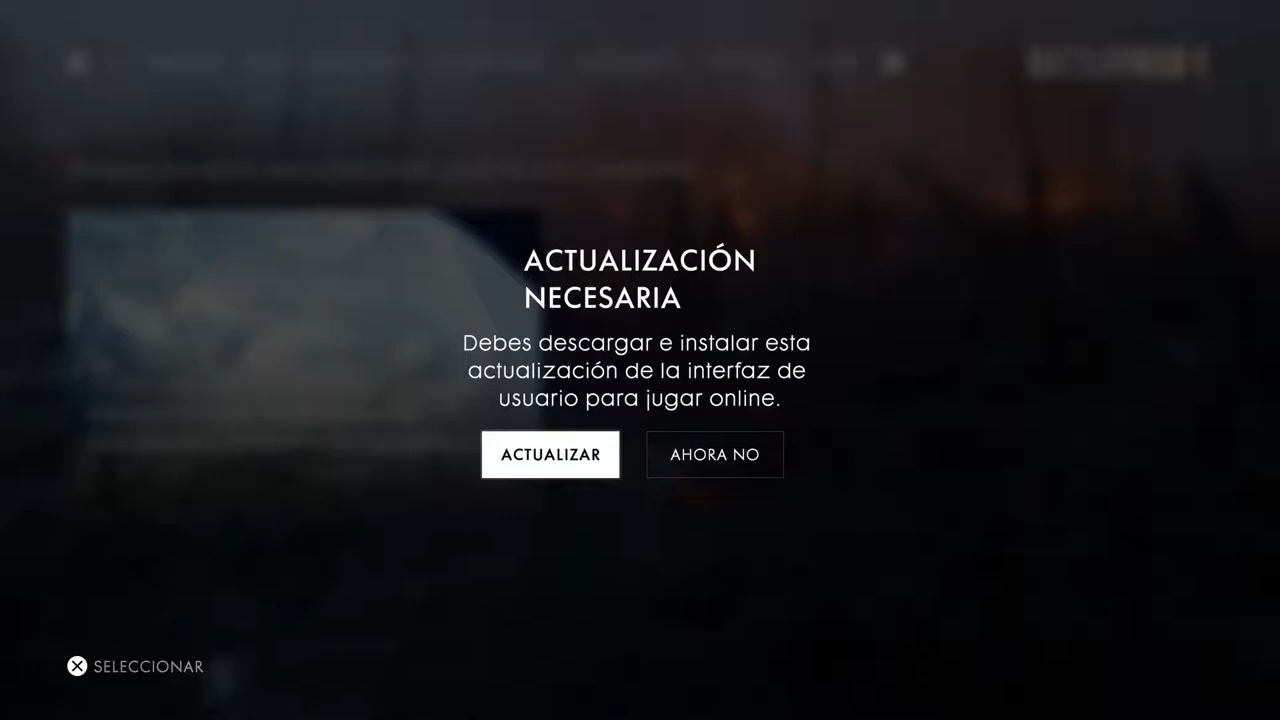 ACTUALIZACIÓN
NECESARIA
Debes descargar e instalar esta
actualización de la interfaz de
usuario para jugar online.
ACTUALIZAR
AHORA NO
SELECCIONAR